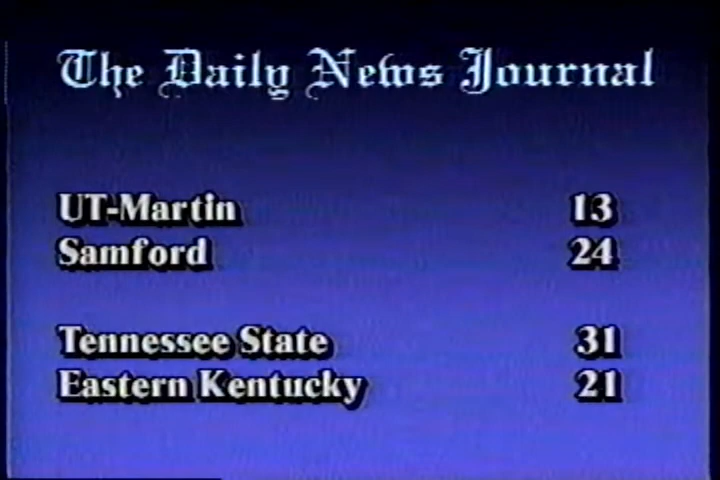 The Daily News Journal
UT-Martin 13
Samford 24
Tennessee State 31
Eastern Kentucky 21